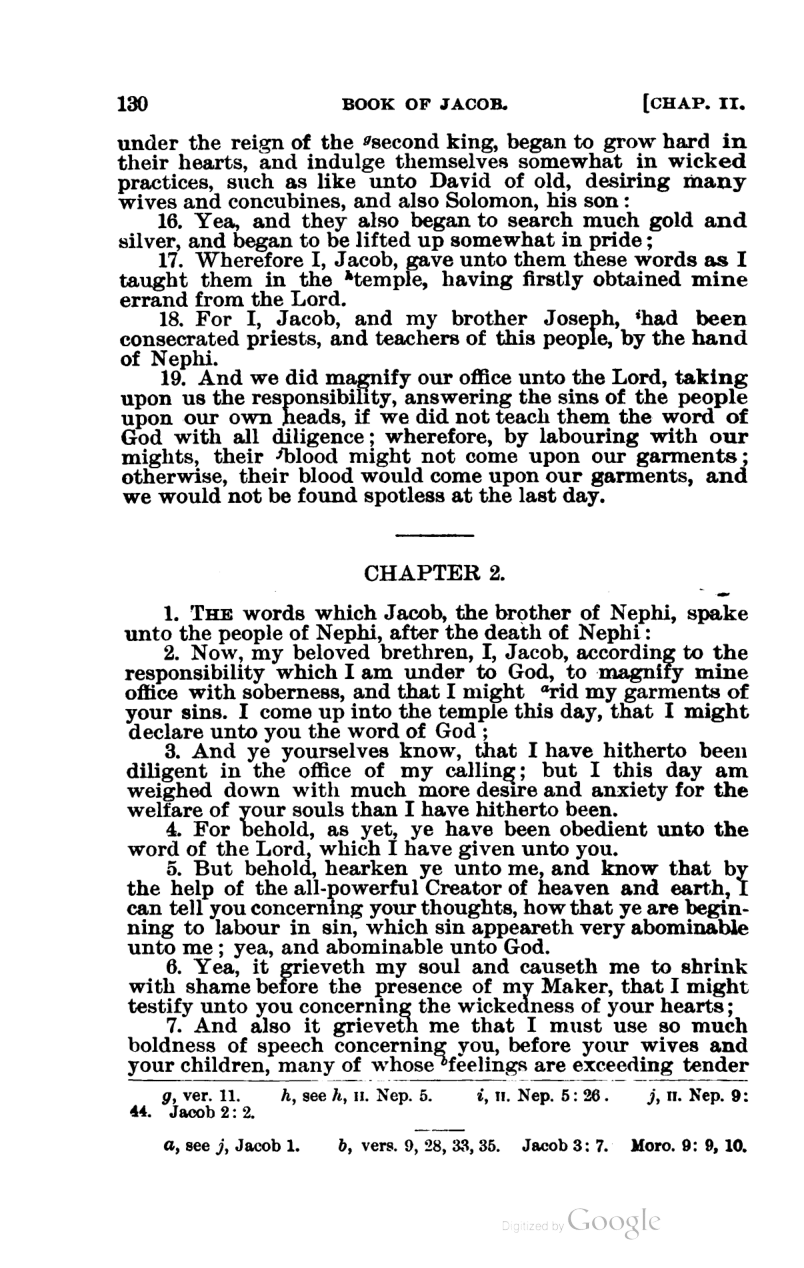 130 BOOK OF JACOB. [CHAP. II.
under the reign of the gsecond king, began to grow hard in
their hearts, and indulge themselves somewhat in wicked
practices, such as like unto David of old, desiring many
wives and concubines, and also Solomon, his son :
16. Yea, and they also began to search much gold and
silver, and began to be lifted up somewhat in pride ;
17. Wherefore I, Jacob, gave unto them these words as I
taught them in the htemple, having firstly obtained mine
errand from the Lord.
18. For I, Jacob, and my brother Joseph, ihad been
consecrated priests, and teachers of this people, by the hand
of Nephi.
19. And we did magnify our office unto the Lord, taking
upon us the responsibility, answering the sins of the people
upon our own heads, if we did not teach them the word of
God with all diligence ; wherefore, by labouring with our
mights, their jblood might not come upon our garments ;
otherwise, their blood would come upon our garments, and
we would not be found spotless at the last day.
CHAPTER 2.
1. THE words which Jacob, the brother of Nephi, spake
unto the people of Nephi, after the death of Nephi :
2. Now, my beloved brethren, I, Jacob, according to the
responsibility which I am under to God, to magnify mine
office with soberness, and that I might arid my garments of
your sins. I come up into the temple this day, that I might
declare unto you the word of God ;
3. And ye yourselves know, that I have hitherto been
diligent in the office of my calling ; but I this day am
weighed down with much more desire and anxiety for the
welfare of your souls than I have hitherto been.
4. For behold, as yet, ye have been obedient unto the
word of the Lord, which I have given unto you.
5. But behold, hearken ye unto me, and know that by
the help of the all-powerful Creator of heaven and earth, I
can tell you concerning your thoughts, how that ye are begin-
ning to labour in sin, which sin appeareth very abominable
unto me ; yea, and abominable unto God.
6. Yea, it grieveth my soul and causeth me to shrink
with shame before the presence of my Maker, that I might
testify unto you concerning the wickedness of your hearts ;
7. And also it grieveth me that I must use so much
boldness of speech concerning you, before your wives and
your children, many of whose bfeelings are exceeding tender
g, ver. 11. h, see h, II. Nep. 5. i, II. Nep. 5 : 26. j, II. Nep. 9 :
44. Jacob 2 : 2.
a, see j, Jacob 1. b, vers. 9, 28, 33, 35. Jacob 3 : 7. Moro. 9 : 9, 10.
Digitized by Google